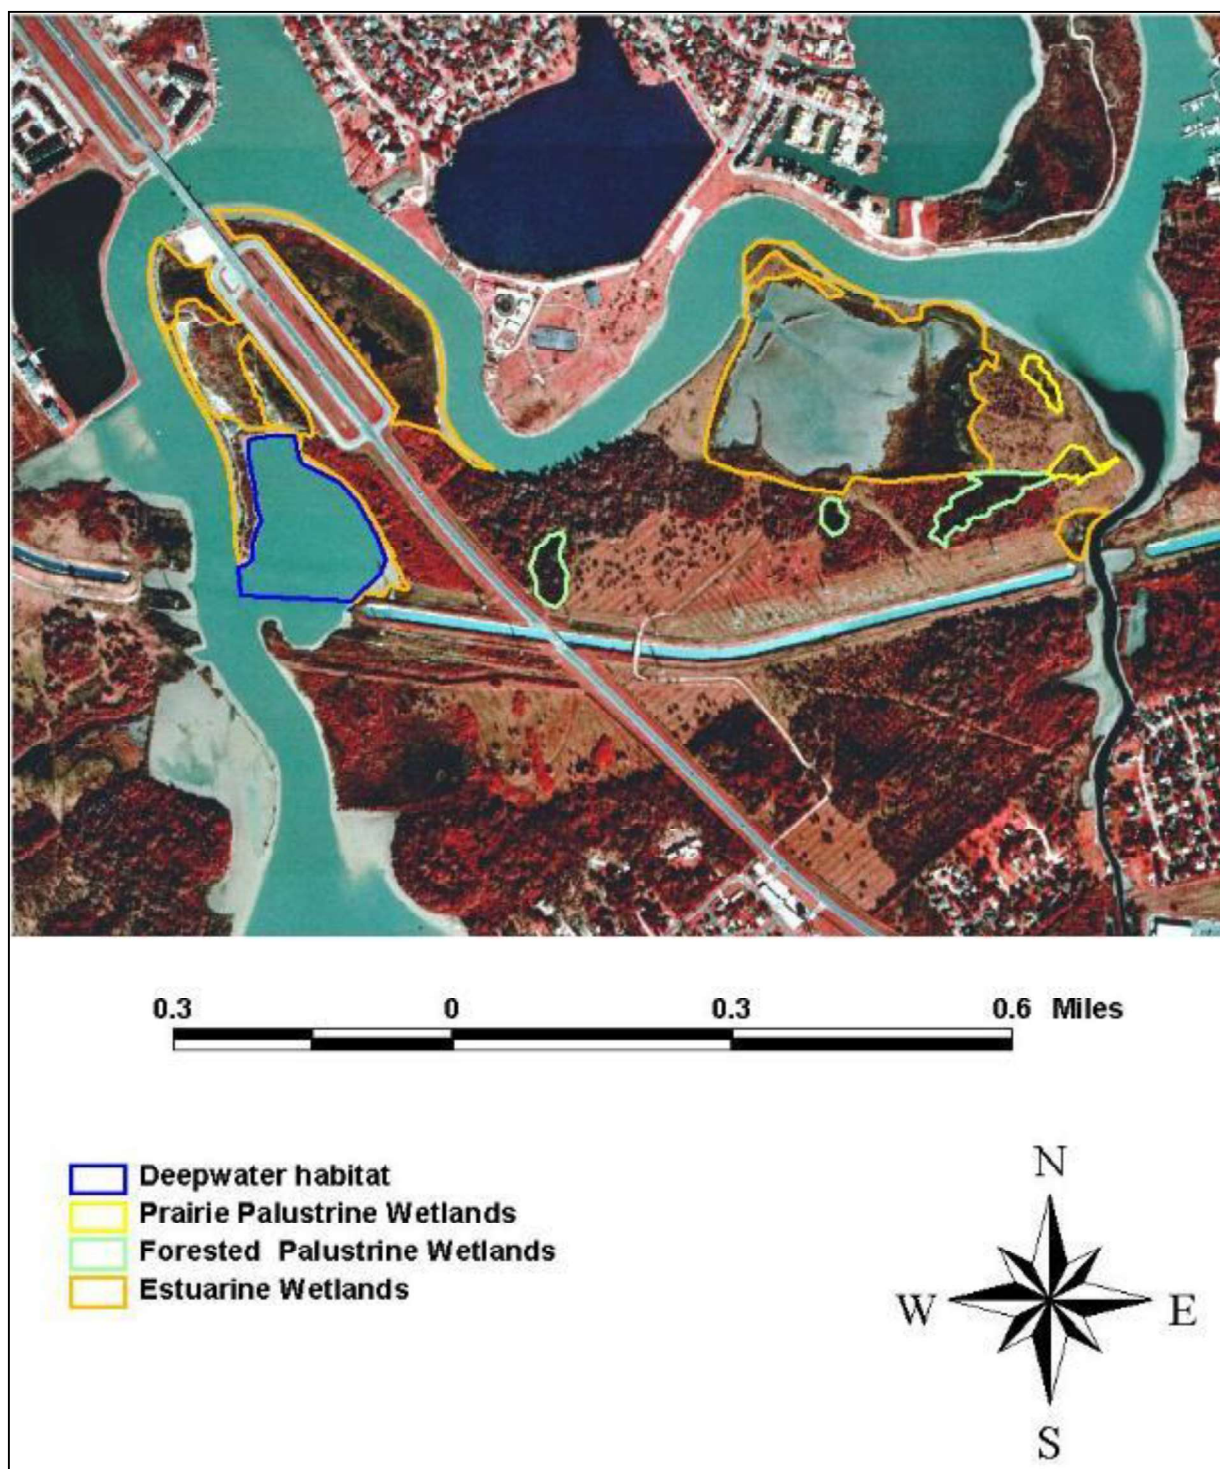 0.3 0 0.3 0.6 Miles
Deepwater habitat
Prairie Palustrine Wetlands
Forested Palustrine Wetlands
Estuarine Wetlands
N
W E
S